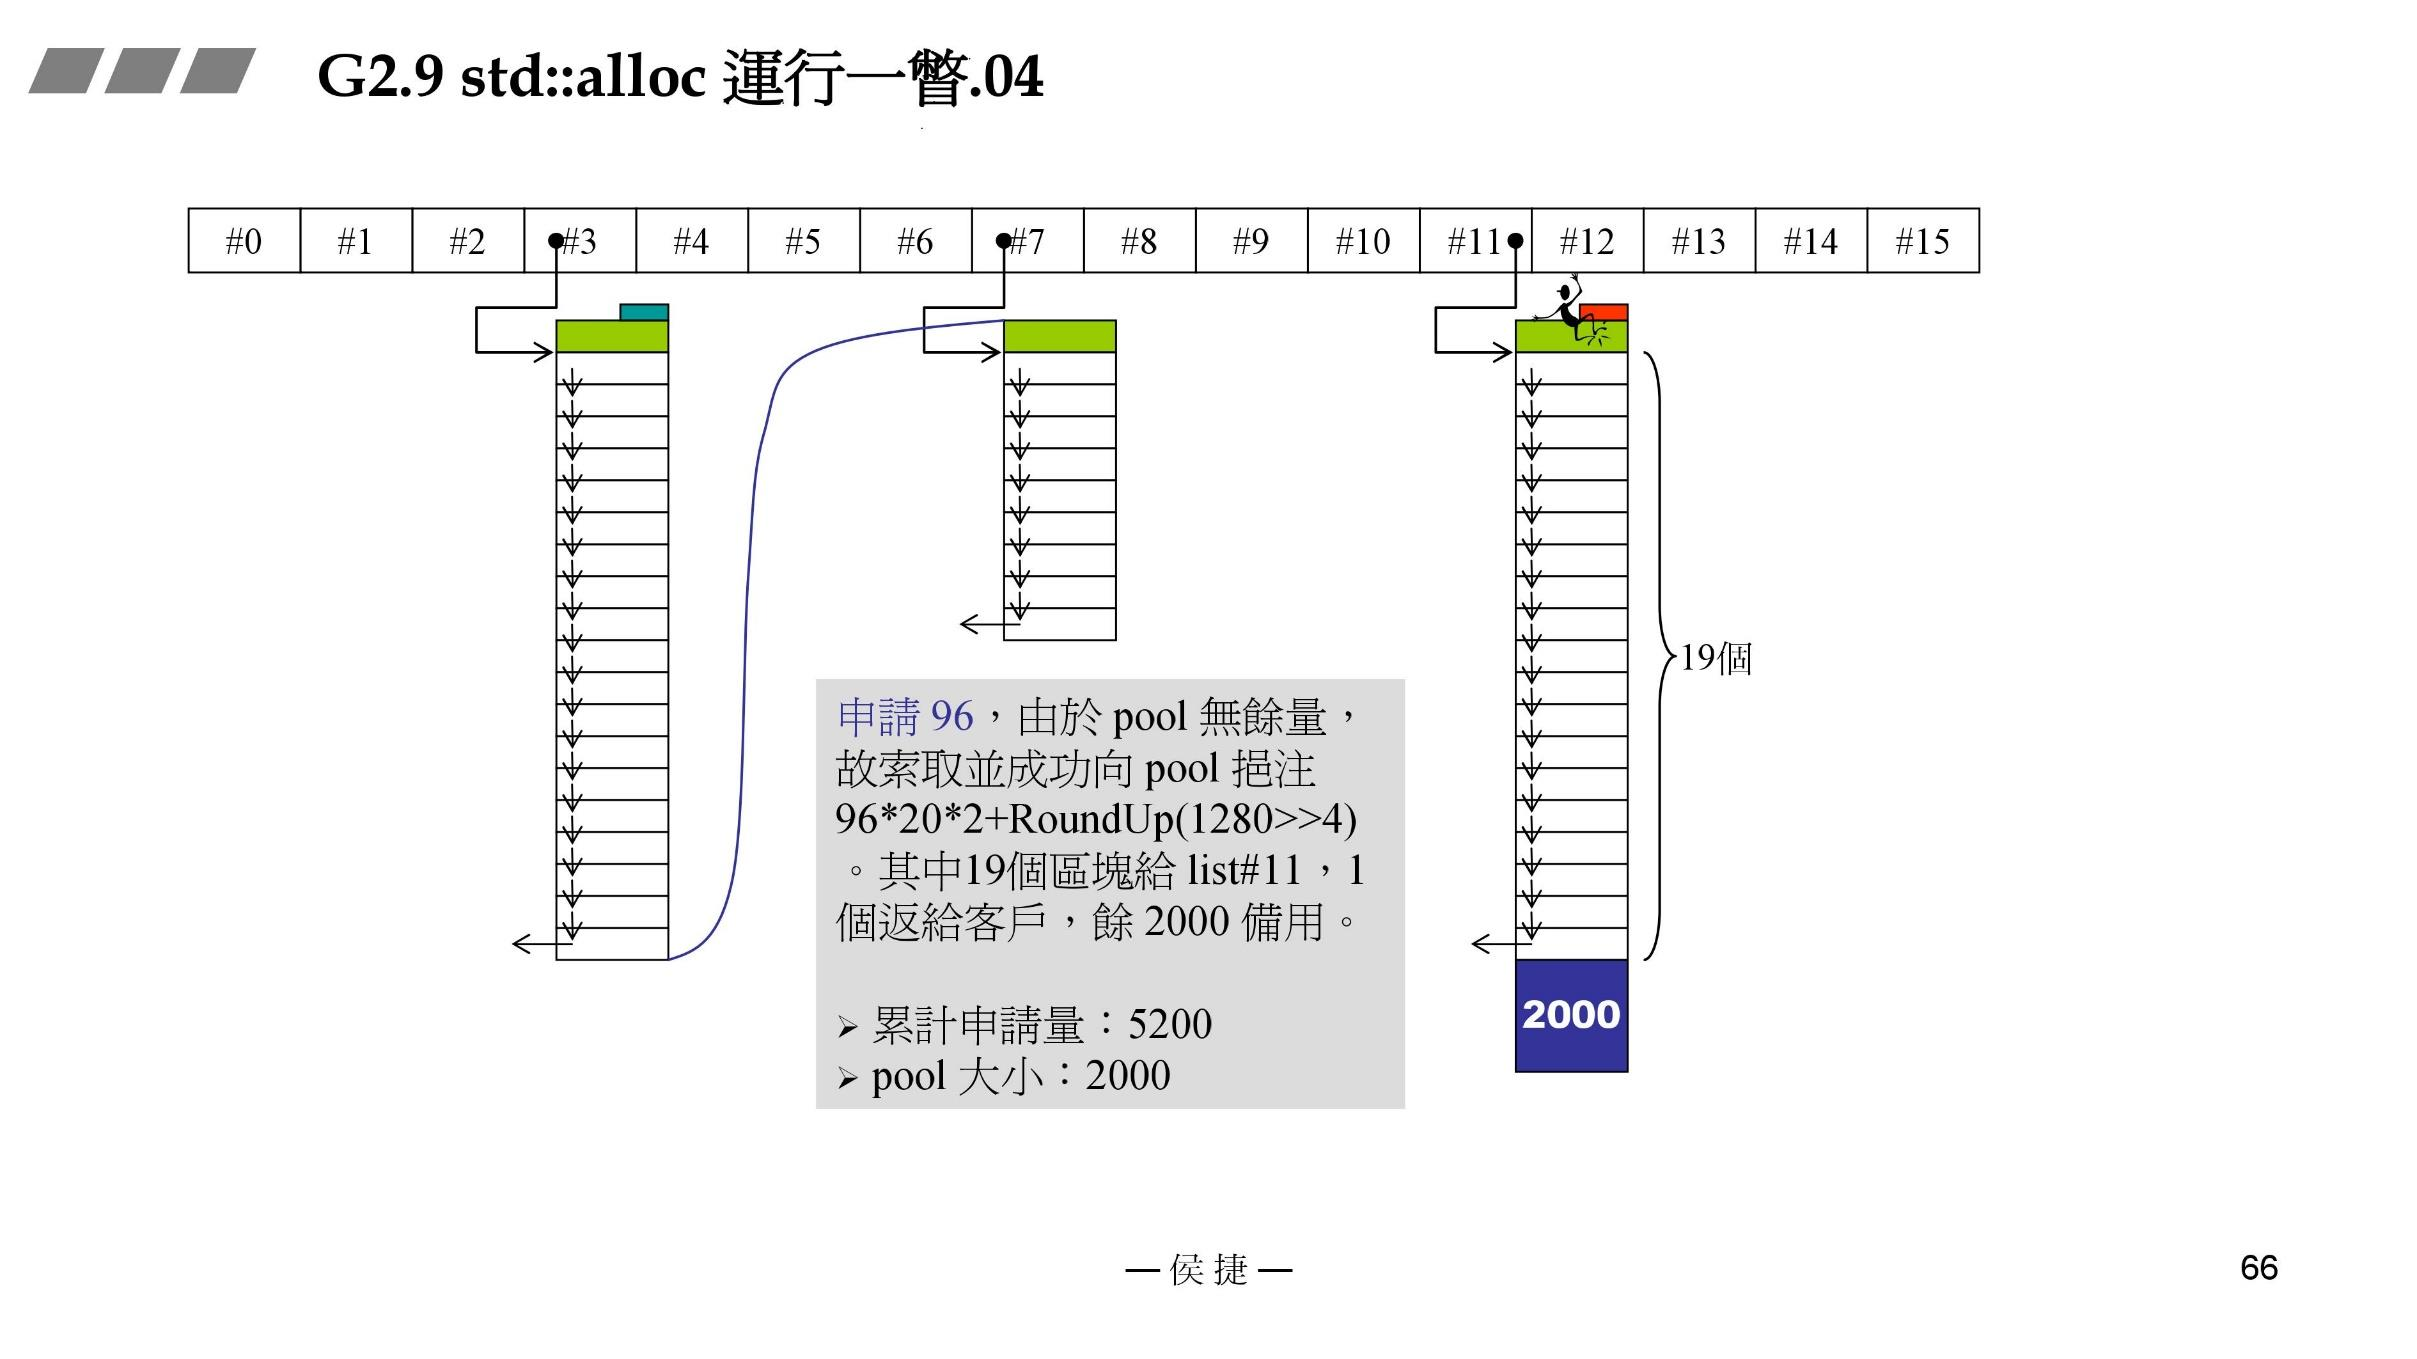 G2.9 std::alloc 運行一瞥.04
#0 #1 #2 #3 #4 #5 #6 #7 #8 #9 #10 #11 #12 #13 #14 #15
19個
申請 96，由於 pool 無餘量，
故索取並成功向 pool 挹注
96*20*2+RoundUp(1280>>4)
。其中19個區塊給 list#11，1
個返給客戶，餘 2000 備用。
➢ 累計申請量：5200
➢ pool 大小：2000
2000
— 侯 捷 —
66